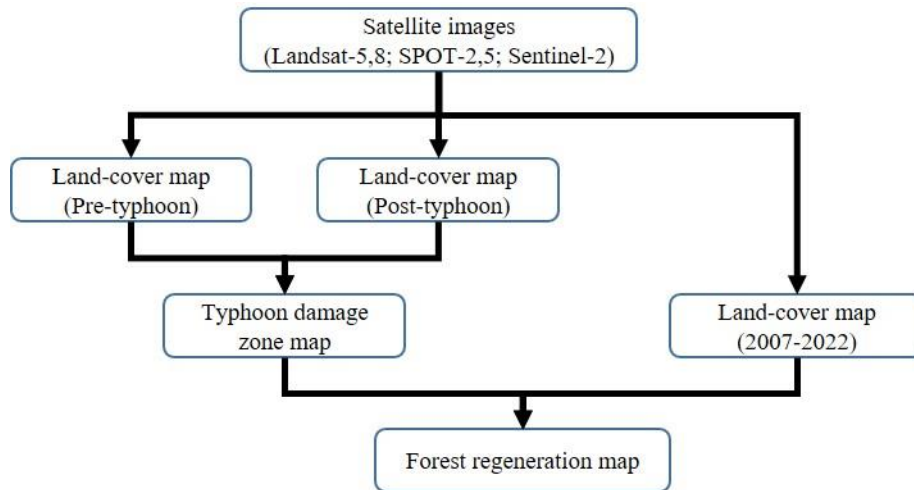 Satellite images
(Landsat-5,8; SPOT-2,5; Sentinel-2)
Land-cover map
(Pre-typhoon)
Land-cover map
(Post-typhoon)
Typhoon damage
zone map
Land-cover map
(2007-2022)
Forest regeneration map